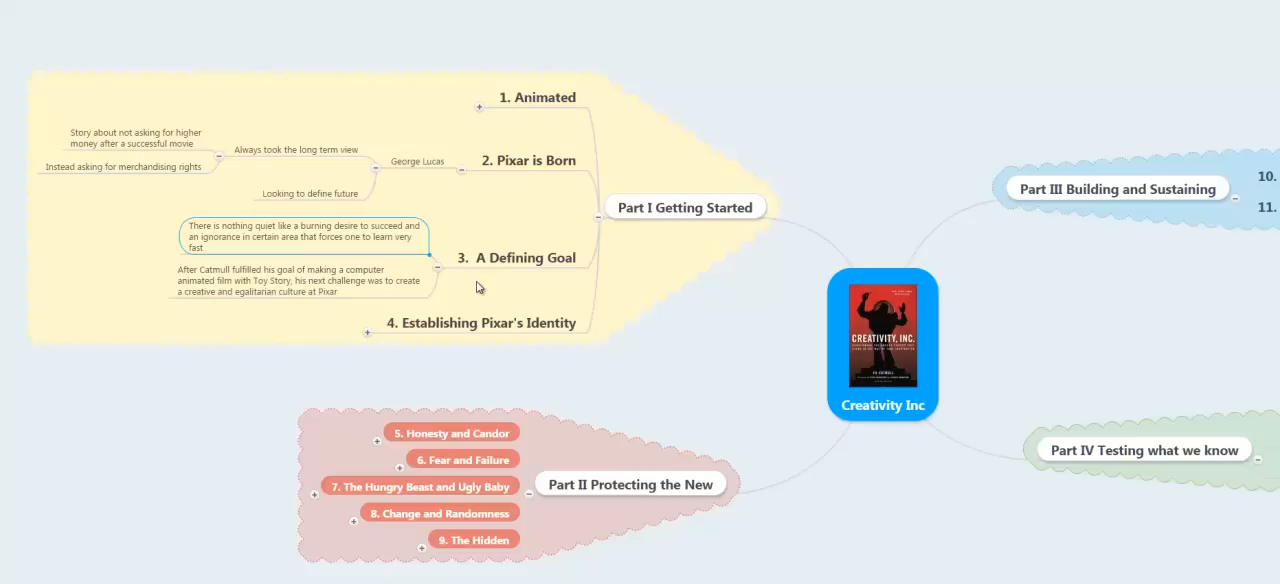 1. Animated
Story about not asking for higher
money after a successful movie
Instead asking for merchandising rights
Always took the long term view
Looking to define future
George Lucas
2. Pixar is Born
There is nothing quiet like a burning desire to succeed and
an ignorance in certain area that forces one to learn very
fast
After Catmull fulfilled his goal of making a computer
animated film with Toy Story, his next challenge was to create
a creative and egalitarian culture at Pixar
3. A Defining Goal
4. Establishing Pixar's Identity
Part I Getting Started
5. Honesty and Candor
6. Fear and Failure
7. The Hungry Beast and Ugly Baby
8. Change and Randomness
9. The Hidden
Part II Protecting the New
CREATIVITY, INC.
ED CATMULL
Creativity Inc
Part III Building and Sustaining
10.
11.
Part IV Testing what we know